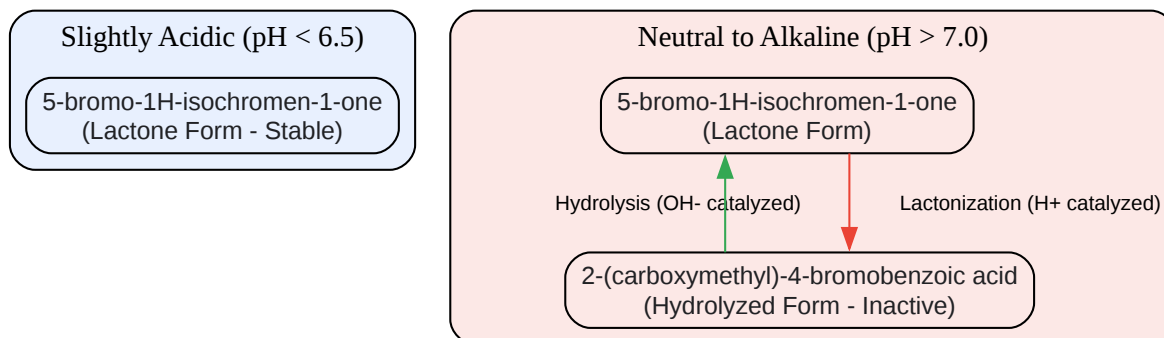 Slightly Acidic (pH < 6.5)
5-bromo-1H-isochromen-1-one
(Lactone Form - Stable)
Neutral to Alkaline (pH > 7.0)
5-bromo-1H-isochromen-1-one
(Lactone Form)
Hydrolysis (OH- catalyzed)
Lactonization (H+ catalyzed)
2-(carboxymethyl)-4-bromobenzoic acid
(Hydrolyzed Form - Inactive)